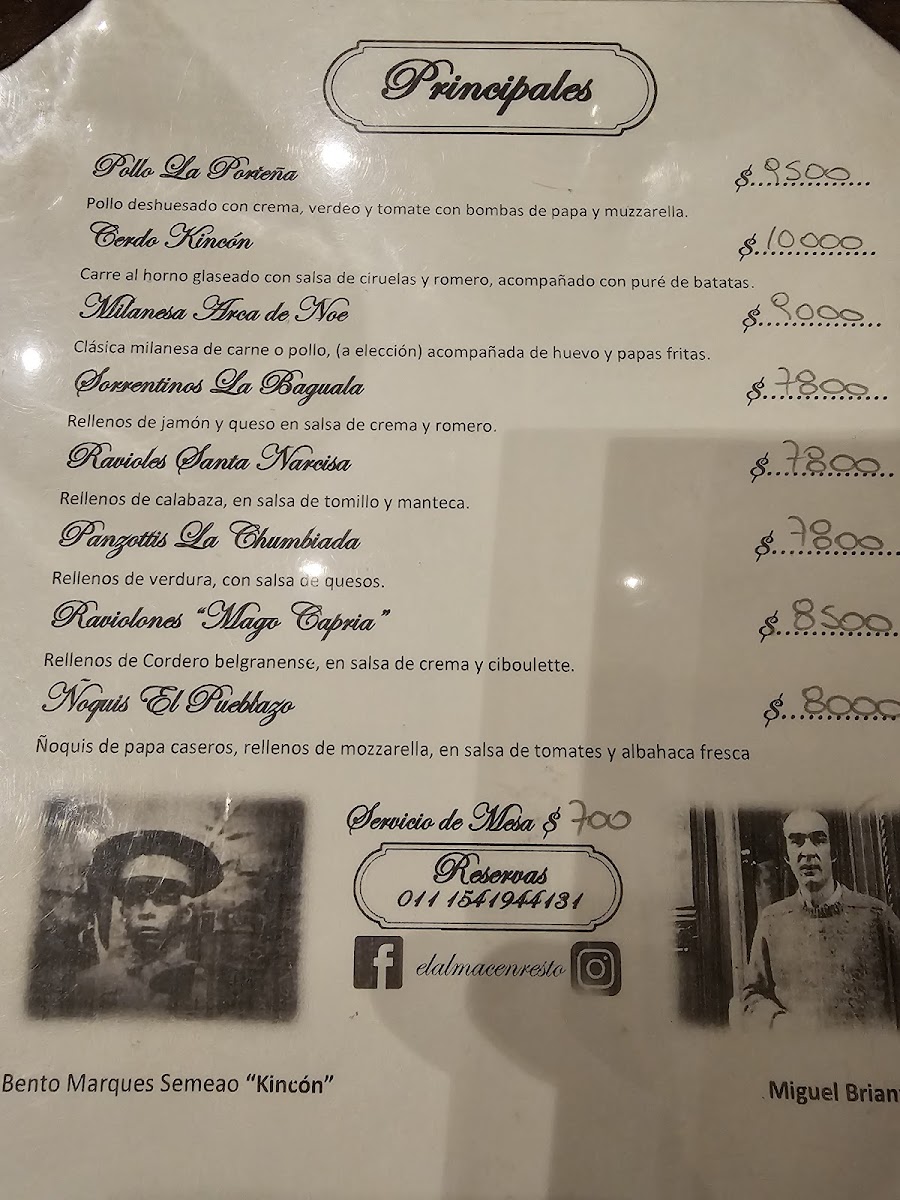 Principales
Pollo La Porteña $ 9500
Pollo deshuesado con crema, verdeo y tomate con bombas de papa y muzzarella.
Cerdo Kincón $ 10000
Carre al horno glaseado con salsa de ciruelas y romero, acompañado con puré de batatas.
Milanesa Arca de Noe $ 9000
Clásica milanesa de carne o pollo, (a elección) acompañada de huevo y papas fritas.
Sorrentinos La Baguala $ 7800
Rellenos de jamón y queso en salsa de crema y romero.
Ravioles Santa Narcisa $ 7800
Rellenos de calabaza, en salsa de tomillo y manteca.
Panzottis La Chumbiada $ 7800
Rellenos de verdura, con salsa de quesos.
Raviolones “Mago Capria” $ 8500
Rellenos de Cordero belgranense, en salsa de crema y ciboulette.
Ñoquis El Pueblazo $ 8000
Ñoquis de papa caseros, rellenos de mozzarella, en salsa de tomates y albahaca fresca
Servicio de Mesa $ 700
Reservas
011 1541944131
elalmacenresto
Bento Marques Semeao “Kincón”
Miguel Brian